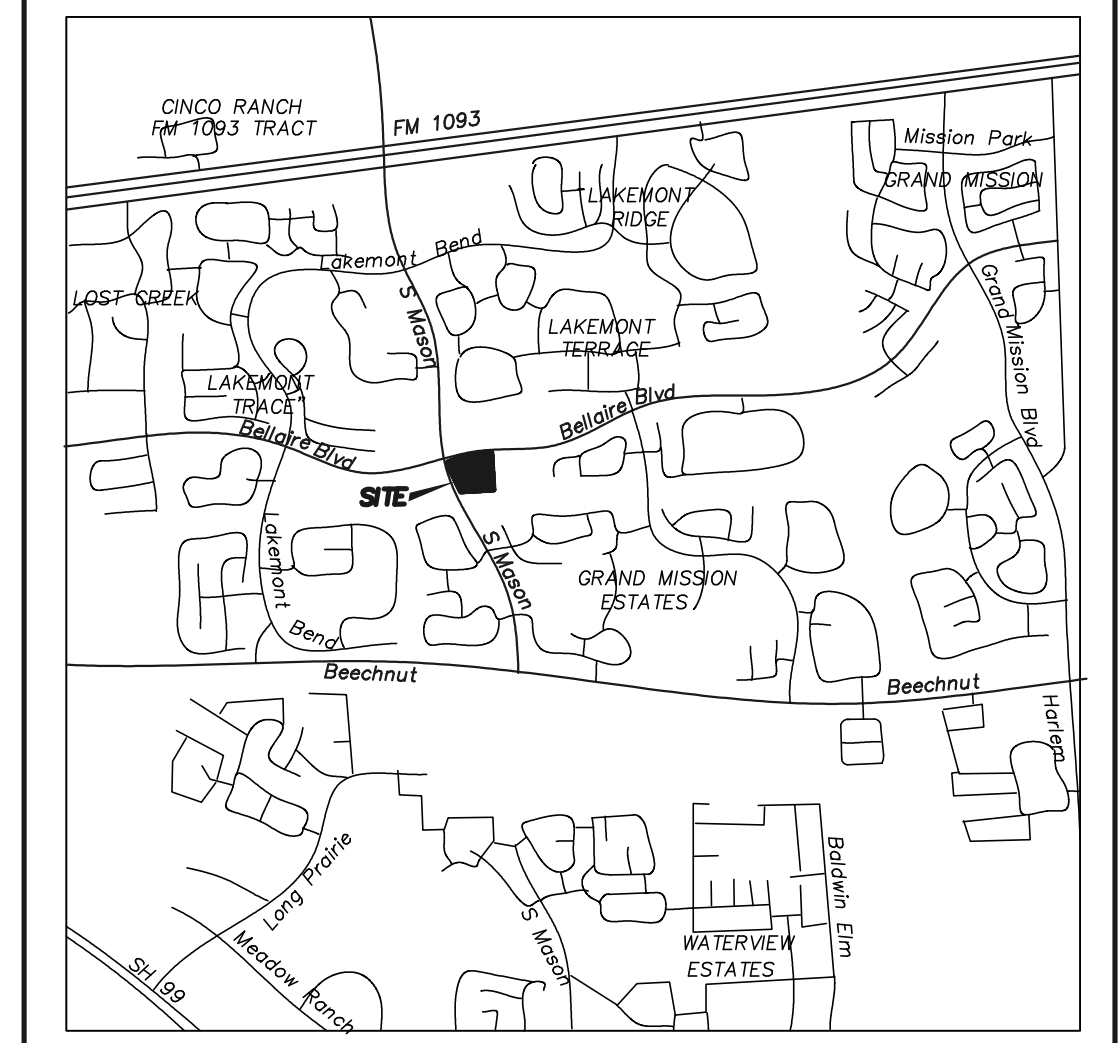 CINCO RANCH
FM 1093 TRACT
FM 1093
Mission Park
GRAND MISSION
LAKEMONT
RIDGE
Lakemont Bend
LOST CREEK
S Mason
LAKEMONT
TERRACE
Grand Mission Blvd
LAKEMONT
TRACE"
Bellaire Blvd
Bellaire Blvd
SITE
Lakemont
Bend
S Mason
GRAND MISSION
ESTATES
Beechnut
Beechnut
Harlem
Long Prairie
Baldwin Elm
S Mason
WATERVIEW
ESTATES
Meadow Ranch
SH 99